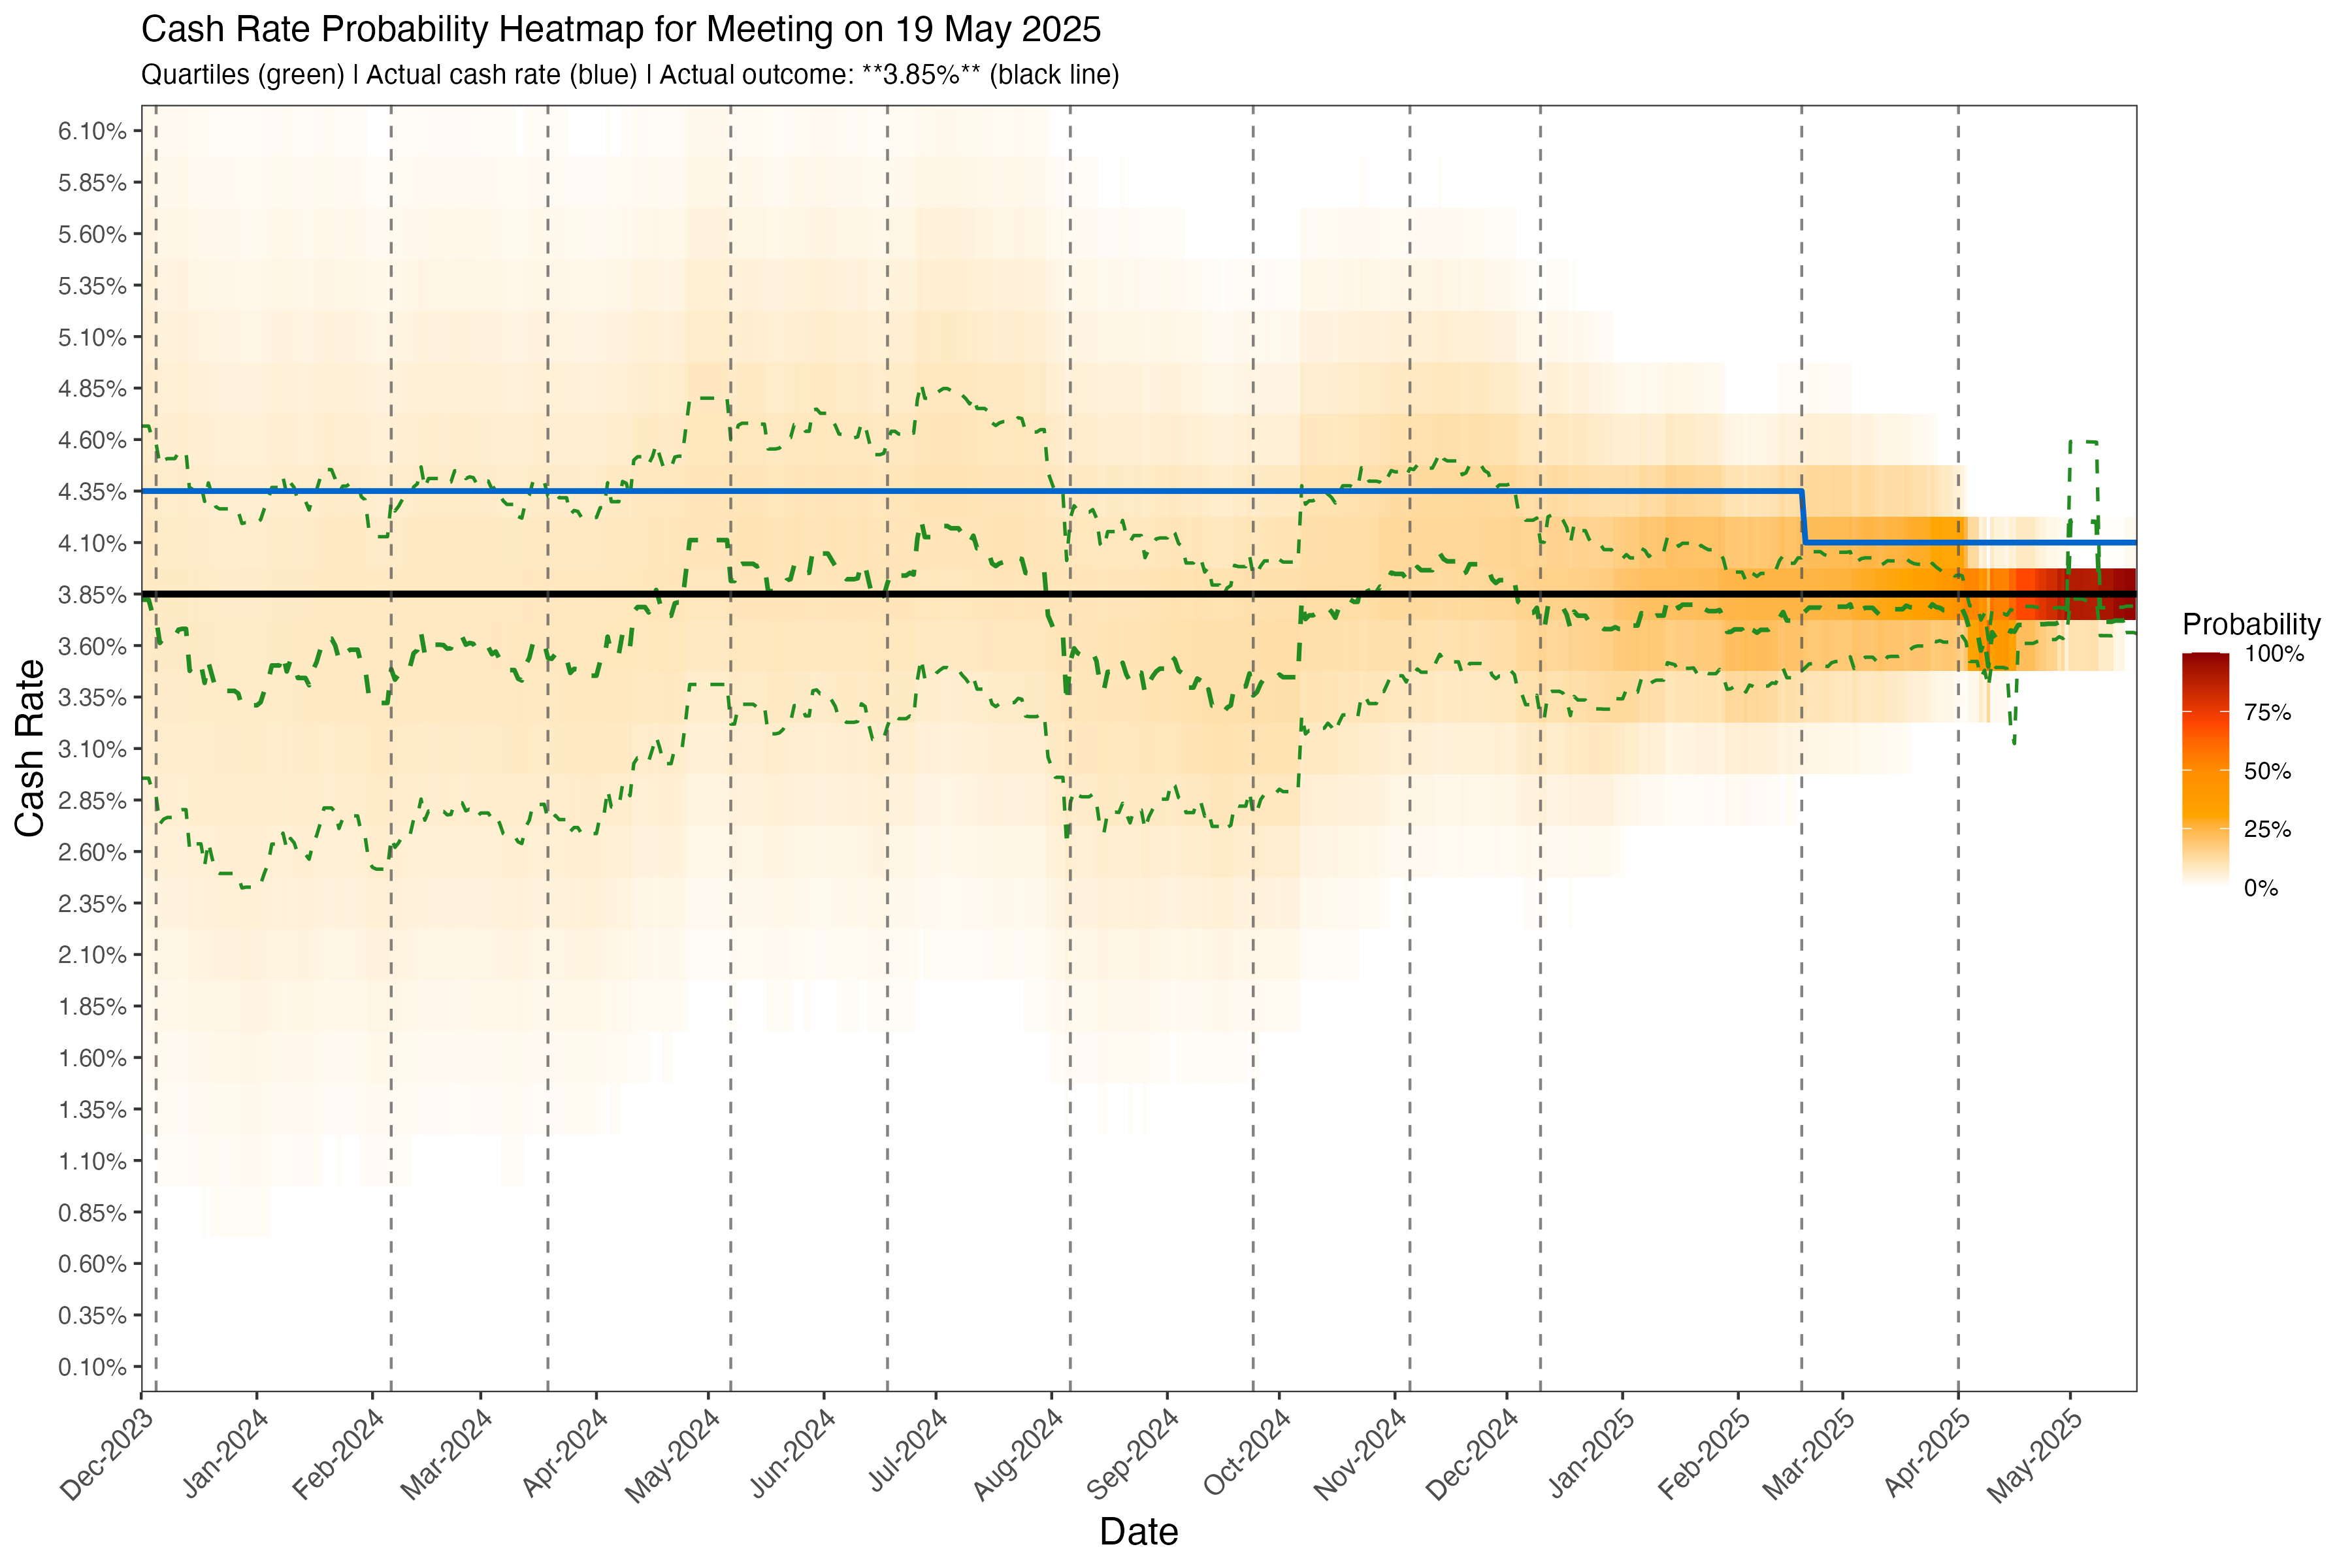 Cash Rate Probability Heatmap for Meeting on 19 May 2025
Quartiles (green) | Actual cash rate (blue) | Actual outcome: **3.85%** (black line)
Cash Rate
6.10%
5.85%
5.60%
5.35%
5.10%
4.85%
4.60%
4.35%
4.10%
3.85%
3.60%
3.35%
3.10%
2.85%
2.60%
2.35%
2.10%
1.85%
1.60%
1.35%
1.10%
0.85%
0.60%
0.35%
0.10%
Dec-2023
Jan-2024
Feb-2024
Mar-2024
Apr-2024
May-2024
Jun-2024
Jul-2024
Aug-2024
Sep-2024
Oct-2024
Nov-2024
Dec-2024
Jan-2025
Feb-2025
Mar-2025
Apr-2025
May-2025
Date
Probability
100%
75%
50%
25%
0%